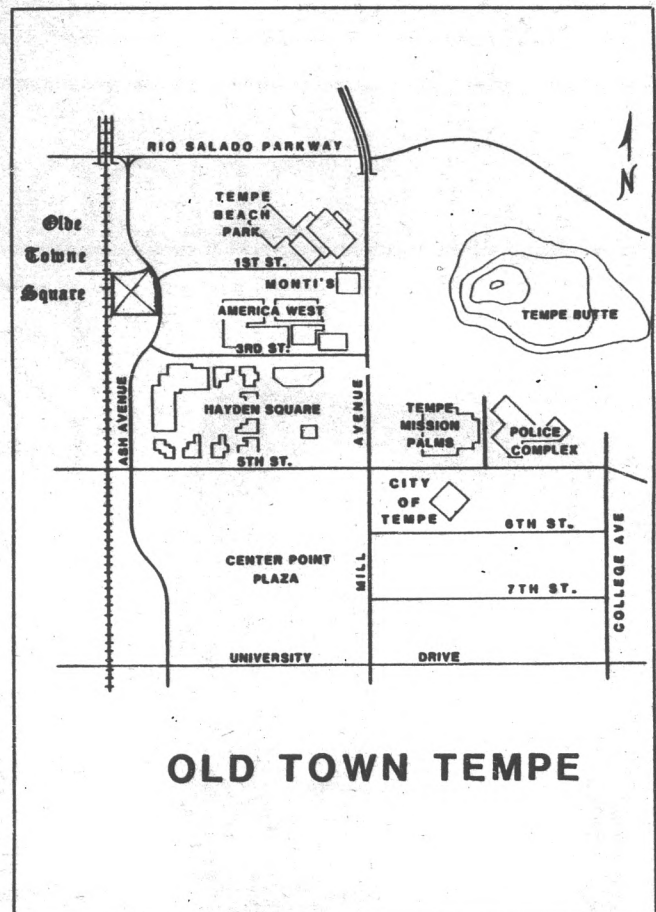 RIO SALADO PARKWAY
N
TEMPE
BEACH
PARK
Olde
Towne
Square
1ST ST.
MONTI'S
AMERICA WEST
TEMPE BUTTE
3RD ST.
ASH AVENUE
HAYDEN SQUARE
AVENUE
TEMPE
MISSION
PALMS
POLICE
COMPLEX
5TH ST.
CITY
OF
TEMPE
6TH ST.
CENTER POINT
PLAZA
MILL
7TH ST.
COLLEGE AVE
UNIVERSITY DRIVE
OLD TOWN TEMPE